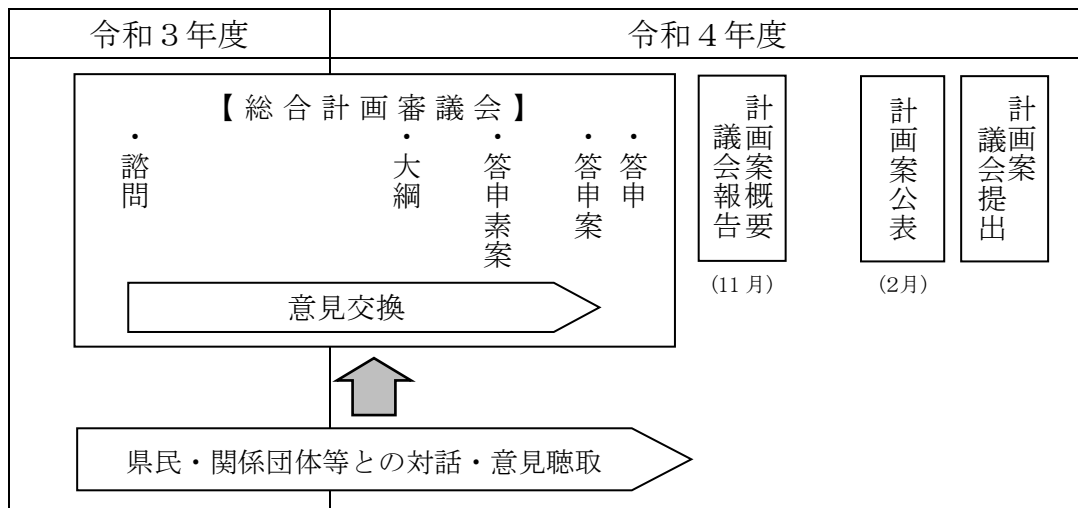 令和３年度
令和４年度
【総合計画審議会】
・諮問
・大綱
・答申素案
・答申案
・答申
意見交換
計画案概要
議会報告
(11月)
計画案公表
(2月)
計画案
議会提出
県民・関係団体等との対話・意見聴取